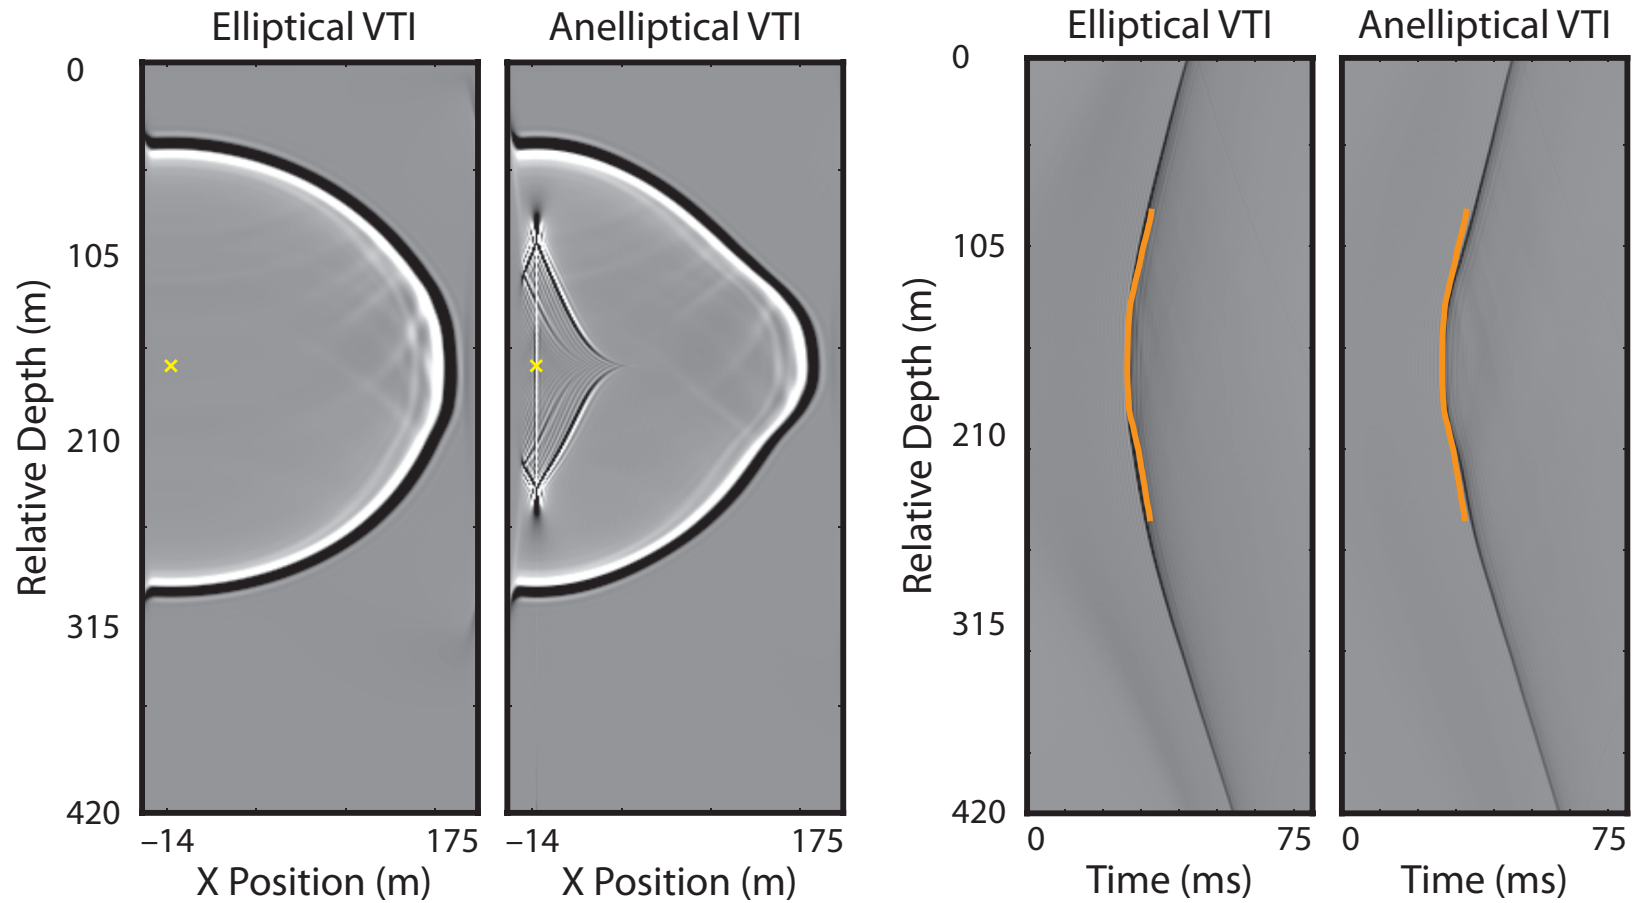 Elliptical VTI
Anelliptical VTI
0
105
210
315
420
Relative Depth (m)
–14
175
–14
175
X Position (m)
X Position (m)
Elliptical VTI
Anelliptical VTI
0
105
210
315
420
Relative Depth (m)
0
75
0
75
Time (ms)
Time (ms)